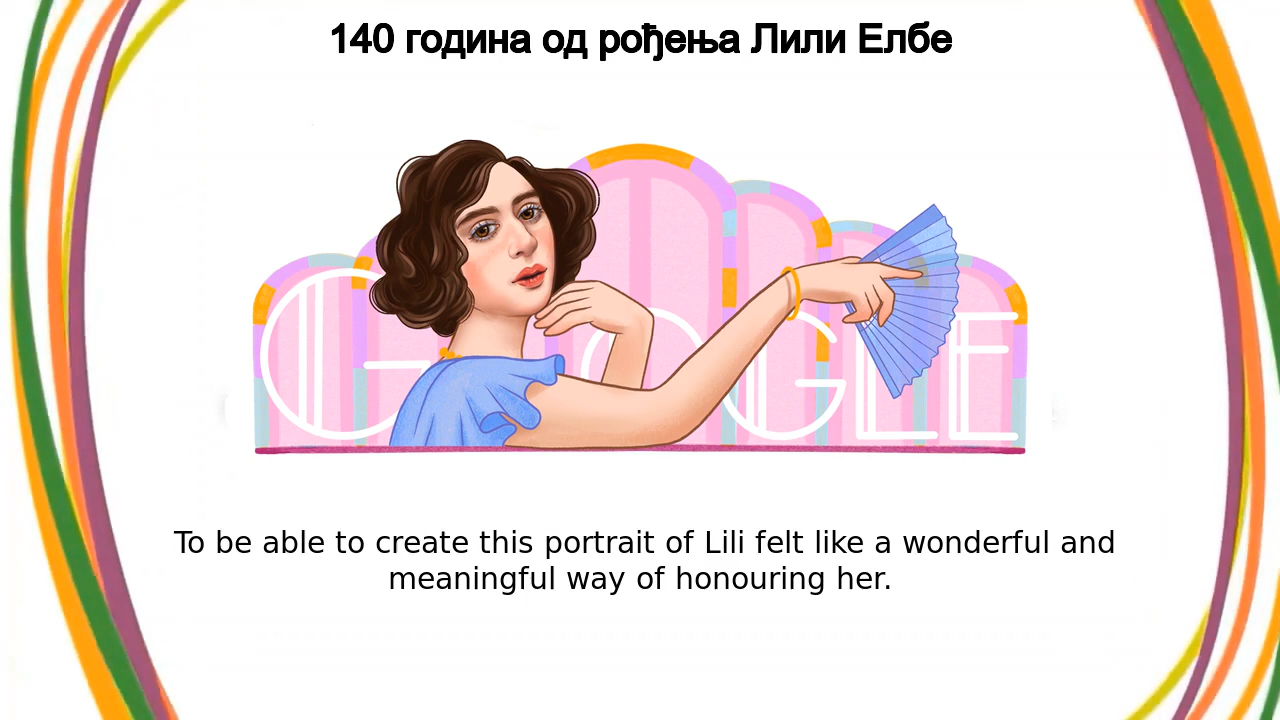 140 година од рођења Лили Елбе
GOOGLE
To be able to create this portrait of Lili felt like a wonderful and
meaningful way of honouring her.